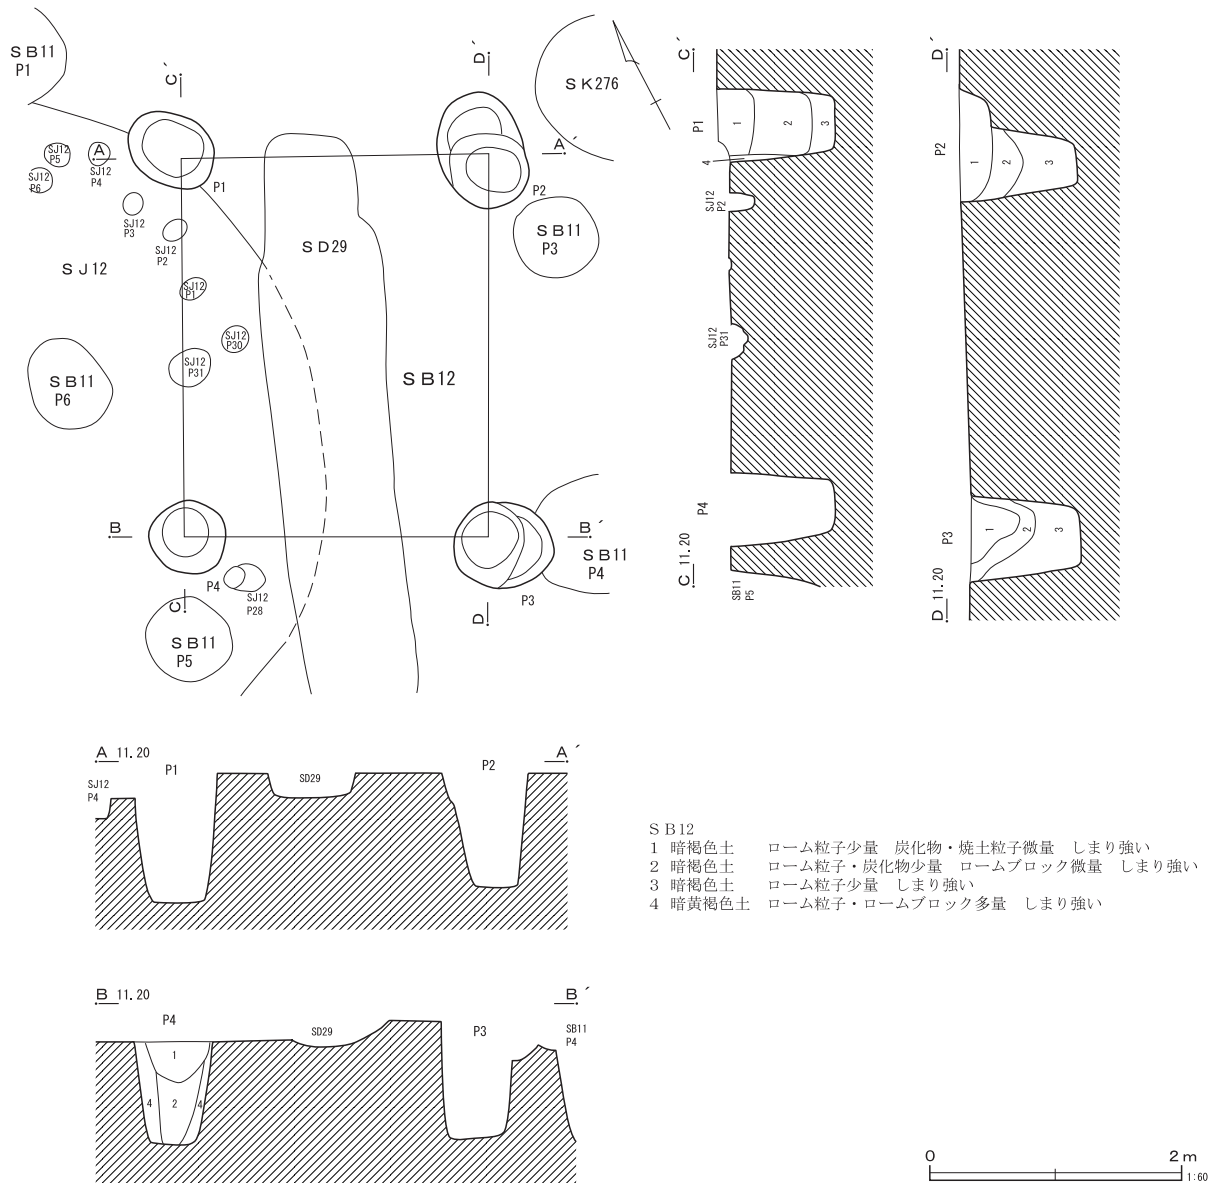 SB11
P1
C´
D´
SK276
A
SJ12
P5
SJ12
P6
SJ12
P4
P1
A´
P2
SJ12
P3
SJ12
P2
SB11
P3
SD29
SJ12
SJ12
P1
SJ12
P30
SJ12
P31
SB11
P6
SB12
B
B´
SB11
P4
P4
SJ12
P28
P3
C
D
SB11
P5
C´
P1
1
2
3
4
SJ12
P2
SJ12
P31
P4
C 11.20
SB11
P5
D´
P2
1
2
3
P3
1
2
3
D 11.20
A 11.20
A´
P1
P2
SJ12
P4
SD29
B 11.20
B´
P4
SD29
P3
SB11
P4
1
4
2
4
SB12
1 暗褐色土 ローム粒子少量 炭化物・焼土粒子微量 しまり強い
2 暗褐色土 ローム粒子・炭化物少量 ロームブロック微量 しまり強い
3 暗褐色土 ローム粒子少量 しまり強い
4 暗黄褐色土 ローム粒子・ロームブロック多量 しまり強い
0 2m
1:60